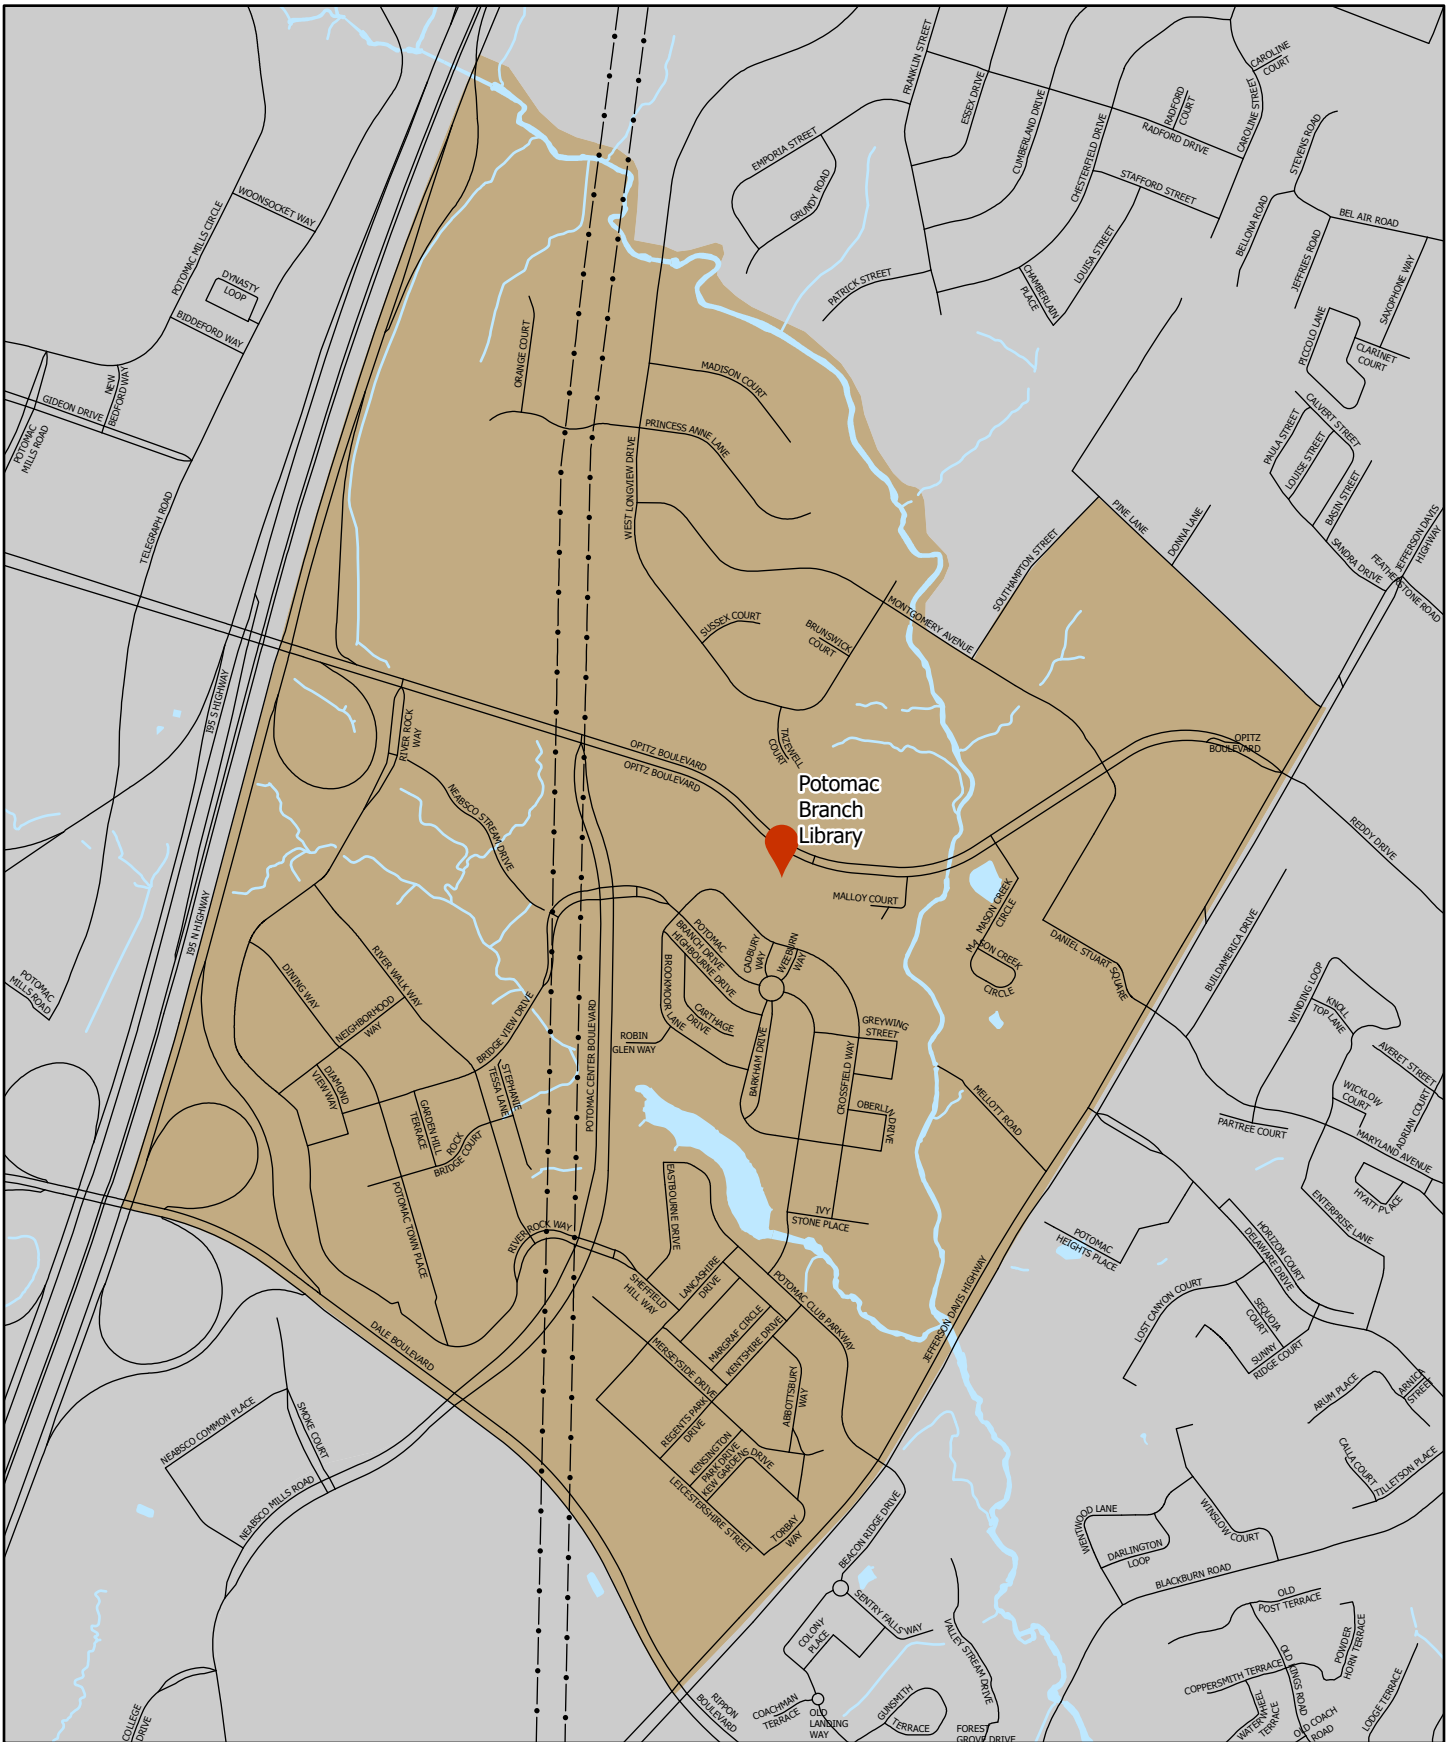 FRANKLIN STREET
ESSEX DRIVE
CUMBERLAND DRIVE
CHESTERFIELD DRIVE
RADFORD
COURT
RADFORD DRIVE
CAROLINE
COURT
CAROLINE STREET
STEVENS ROAD
EMPORIA STREET
GRUNDY ROAD
STAFFORD STREET
LOUISA STREET
BELLONA ROAD
BEL AIR ROAD
JEFFRIES ROAD
SAXOPHONE WAY
WOONSOCKET WAY
POTOMAC MILLS CIRCLE
DYNASTY
LOOP
BIDDEFORD WAY
PATRICK STREET
CHAMBERLAIN
PLACE
PICCOLO LANE
CLARINET
COURT
ORANGE COURT
MADISON COURT
NEW
BEDFORD WAY
GIDEON DRIVE
POTOMAC
MILLS ROAD
PRINCESS ANNE LANE
WEST LONGVIEW DRIVE
CALVERT STREET
PAULA STREET
LOUISE STREET
BASIN STREET
SANDRA DRIVE
TELEGRAPH ROAD
PINE LANE
DONNA LANE
JEFFERSON DAVIS
HIGHWAY
FEATHERSTONE ROAD
SOUTHAMPTON STREET
MONTGOMERY AVENUE
SUSSEX COURT
BRUNSWICK
COURT
I95 S HIGHWAY
RIVER ROCK
WAY
TAZEWELL
COURT
OPITZ BOULEVARD
OPITZ BOULEVARD
OPITZ
BOULEVARD
Potomac
Branch
Library
NEABSCO STREAM DRIVE
REDDY DRIVE
MALLOY COURT
MASON CREEK
CIRCLE
MASON CREEK
CIRCLE
DANIEL STUART SQUARE
BUILDAMERICA DRIVE
I95 N HIGHWAY
POTOMAC
MILLS ROAD
POTOMAC
BRANCH DRIVE
HIGHBOURNE DRIVE
CADBURY
WAY
WEEBURN
WAY
BROOKMOOR LANE
CARTHAGE
DRIVE
ROBIN
GLEN WAY
BARKHAM DRIVE
GREYWING
STREET
CROSSFIELD WAY
OBERLIN DRIVE
MELLOTT ROAD
RIVER WALK WAY
DINING WAY
NEIGHBORHOOD
WAY
DIAMOND
VIEW WAY
BRIDGE VIEW DRIVE
STEPHANIE
TESSA LANE
GARDEN HILL
TERRACE
ROCK
BRIDGE COURT
POTOMAC CENTER BOULEVARD
POTOMAC TOWN PLACE
WINDING LOOP
KNOLL
TOP LANE
AVERET STREET
WICKLOW
COURT
ADRIAN COURT
PARTREE COURT
MARYLAND AVENUE
HYATT PLACE
ENTERPRISE LANE
EASTBOURNE DRIVE
IVY
STONE PLACE
RIVER ROCK WAY
SHEFFIELD
HILL WAY
LANCASHIRE
DRIVE
POTOMAC CLUB PARKWAY
MARGRAF CIRCLE
KENTSHIRE DRIVE
MERSEYSIDE DRIVE
ABBOTTSBURY
WAY
REGENTS PARK
DRIVE
KENSINGTON
PARK DRIVE
KEW GARDENS DRIVE
LEICESTERSHIRE STREET
TORBAY
WAY
JEFFERSON DAVIS HIGHWAY
POTOMAC
HEIGHTS PLACE
HORIZON COURT
DELAWARE DRIVE
LOST CANYON COURT
SEQUOIA
COURT
SUNNY
RIDGE COURT
ARUM PLACE
ARNICA
STREET
CALLA COURT
TILLETSON PLACE
DALE BOULEVARD
NEABSCO COMMON PLACE
SMOKE COURT
NEABSCO MILLS ROAD
BEACON RIDGE DRIVE
WENTWOOD LANE
DARLINGTON
LOOP
WINSLOW COURT
BLACKBURN ROAD
OLD
POST TERRACE
POWDER
HORN TERRACE
COLONY
PLACE
SENTRY FALLS WAY
VALLEY STREAM DRIVE
COPPERSMITH TERRACE
OLD KINGS ROAD
WATERWHEEL
TERRACE
OLD COACH
ROAD
LODGE TERRACE
COLLEGE
DRIVE
RIPPON
BOULEVARD
COACHMAN
TERRACE
OLD
LANDING
WAY
GUNSMITH
TERRACE
FOREST
GROVE DRIVE